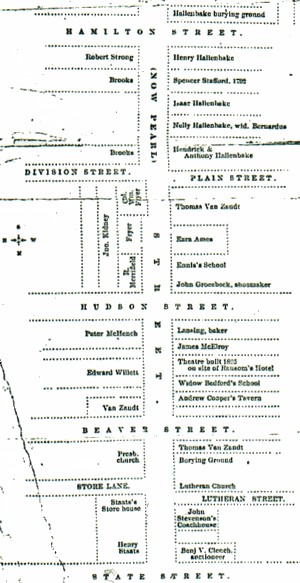 Hallenbake burying ground
HAMILTON STREET.
Robert Strong
Henry Hallenbake
Brooks
Spencer Stafford, 1792
(NOW PEARL)
Isaac Hallenbake
Nelly Hallenbake, wid. Bernardus
Brooks
Hendrick &
Anthony Hallenbake
DIVISION STREET.
PLAIN STREET.
Jno. Kidney
Wm.
Fryer
Fryer
Merrifield
Thomas Van Zandt
Ezra Ames
Ennis's School
John Groesbeck, shoemaker
S
E
W
N
STREET.
HUDSON STREET.
Peter McHench
Lansing, baker
James McElroy
Edward Willett
Theatre built 1825
on site of Ransom's Hotel
Widow Bedford's School
Van Zandt
Andrew Cooper's Tavern
BEAVER STREET.
Presb.
church
Thomas Van Zandt
Burying Ground
STORE LANE.
Lutheran Church
LUTHERAN STREET.
Staats's
Store house
John
Stevenson's
Coachhouse
Henry
Staats
Benj V. Cleech,
auctioneer
STATE STREET.